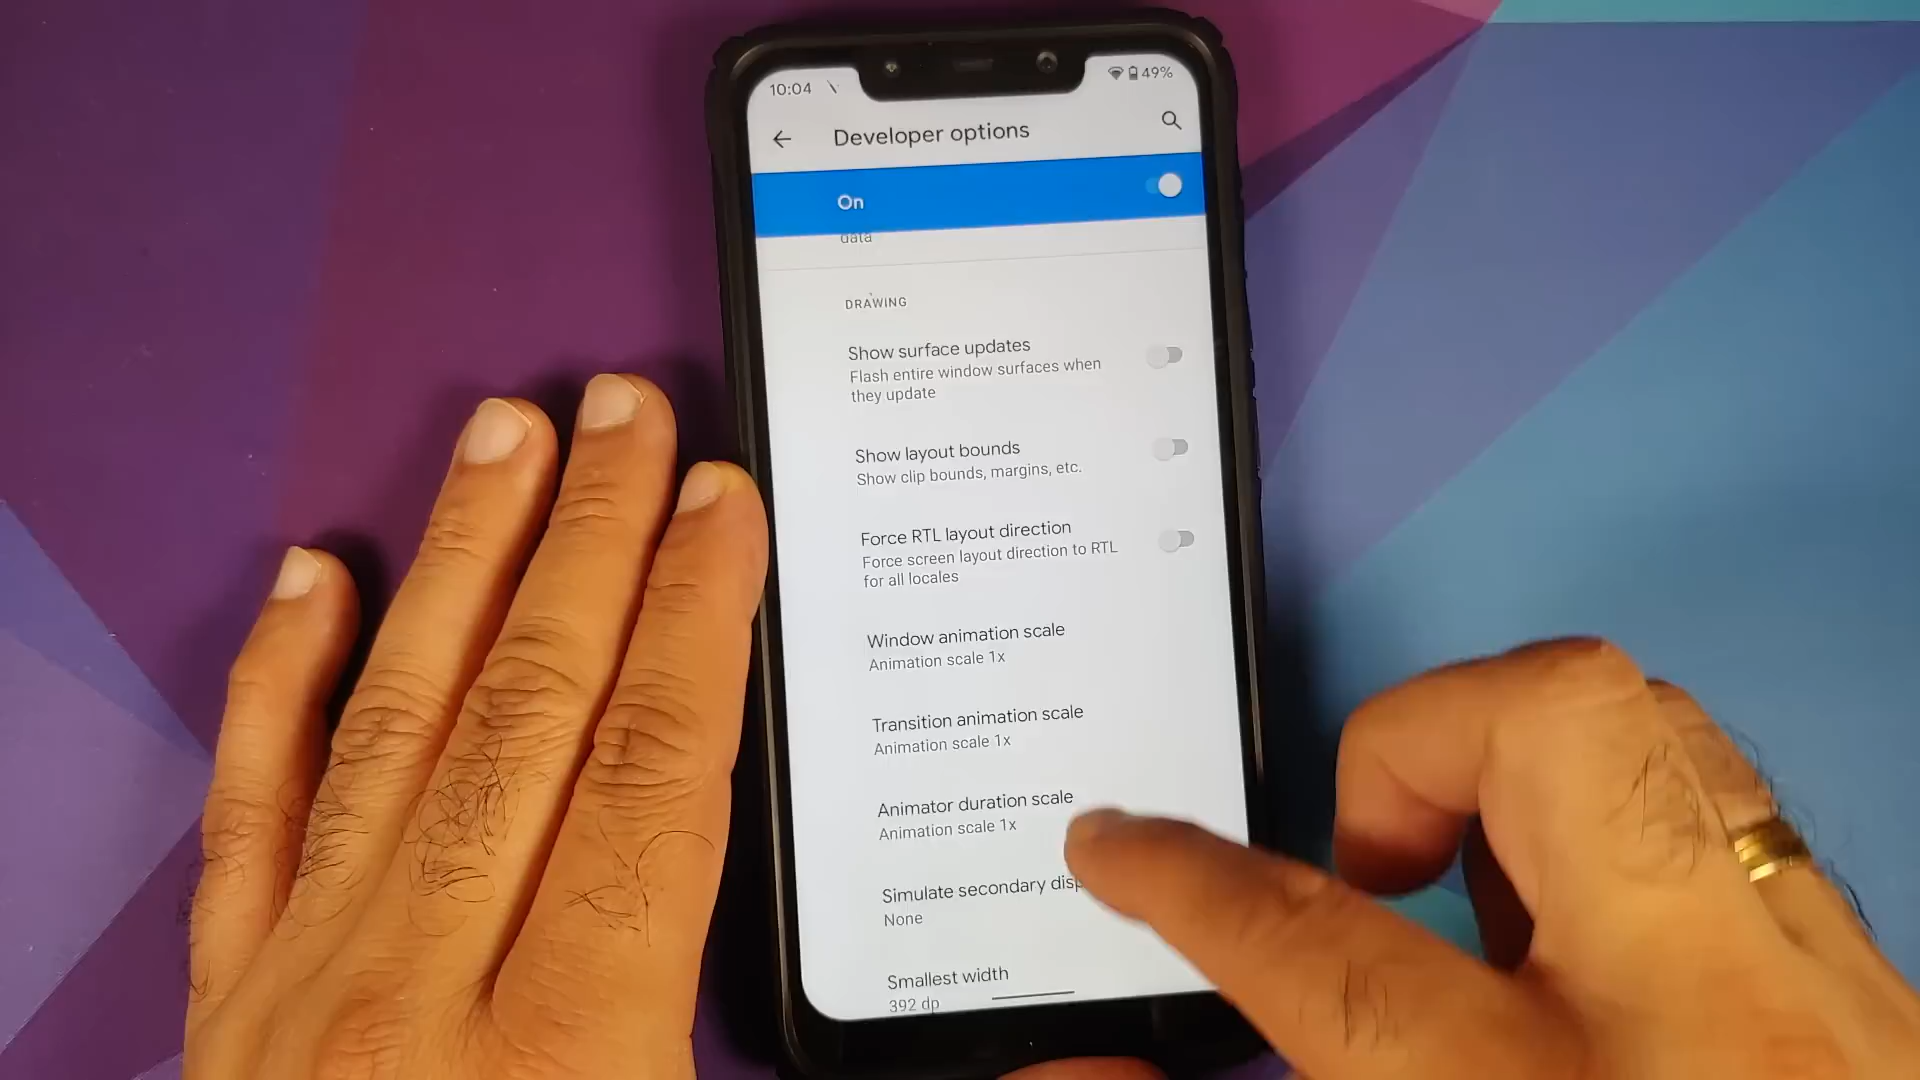 10:04
49%
Developer options
On
data
DRAWING
Show surface updates
Flash entire window surfaces when
they update
Show layout bounds
Show clip bounds, margins, etc.
Force RTL layout direction
Force screen layout direction to RTL
for all locales
Window animation scale
Animation scale 1x
Transition animation scale
Animation scale 1x
Animator duration scale
Animation scale 1x
Simulate secondary disp
None
Smallest width
392 dp